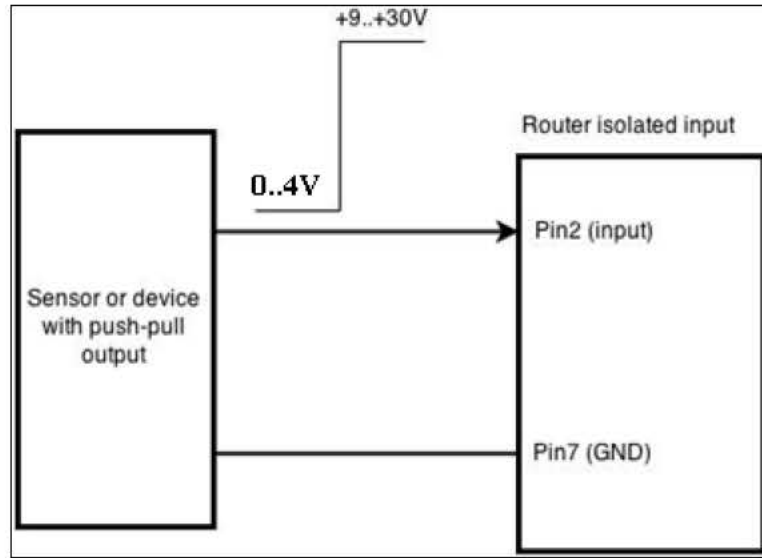 +9..+30V
Router isolated input
0..4V
Pin2 (input)
Sensor or device
with push-pull
output
Pin7 (GND)